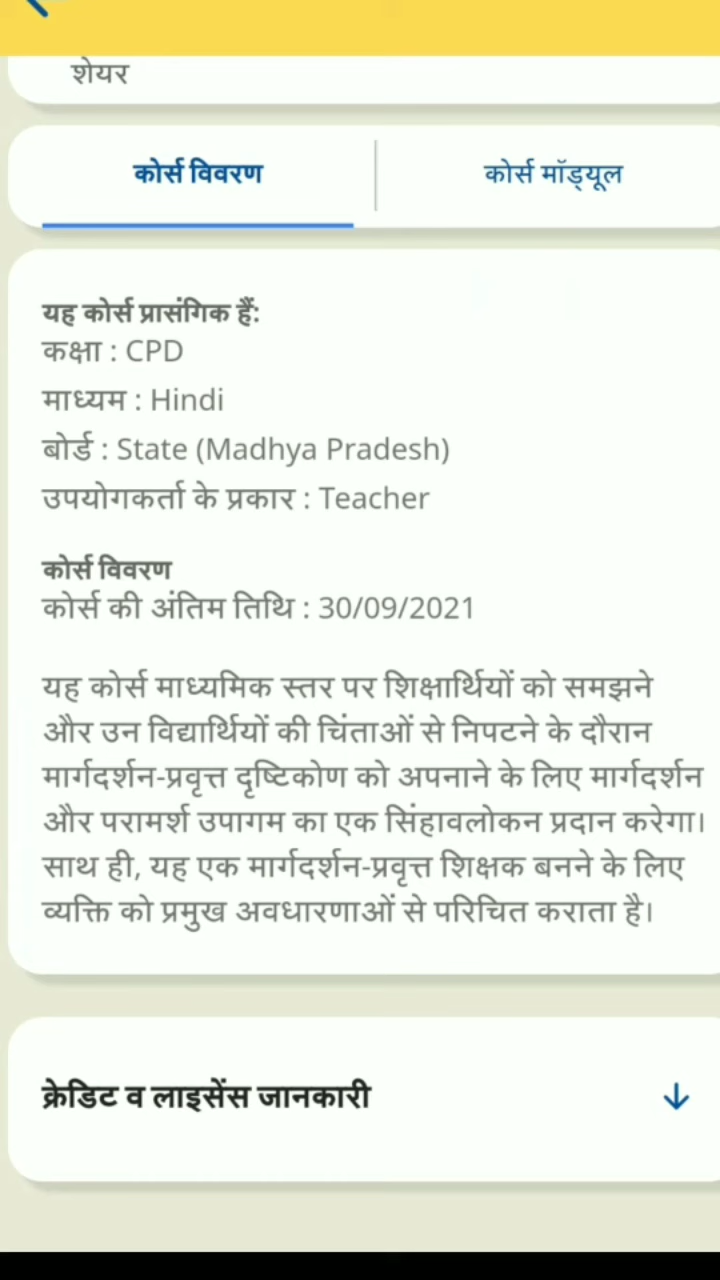 शेयर
कोर्स विवरण
कोर्स मॉड्यूल
यह कोर्स प्रासंगिक हैं:
कक्षा : CPD
माध्यम : Hindi
बोर्ड : State (Madhya Pradesh)
उपयोगकर्ता के प्रकार : Teacher
कोर्स विवरण
कोर्स की अंतिम तिथि : 30/09/2021
यह कोर्स माध्यमिक स्तर पर शिक्षार्थियों को समझने
और उन विद्यार्थियों की चिंताओं से निपटने के दौरान
मार्गदर्शन-प्रवृत्त दृष्टिकोण को अपनाने के लिए मार्गदर्शन
और परामर्श उपागम का एक सिंहावलोकन प्रदान करेगा।
साथ ही, यह एक मार्गदर्शन-प्रवृत्त शिक्षक बनने के लिए
व्यक्ति को प्रमुख अवधारणाओं से परिचित कराता है।
क्रेडिट व लाइसेंस जानकारी